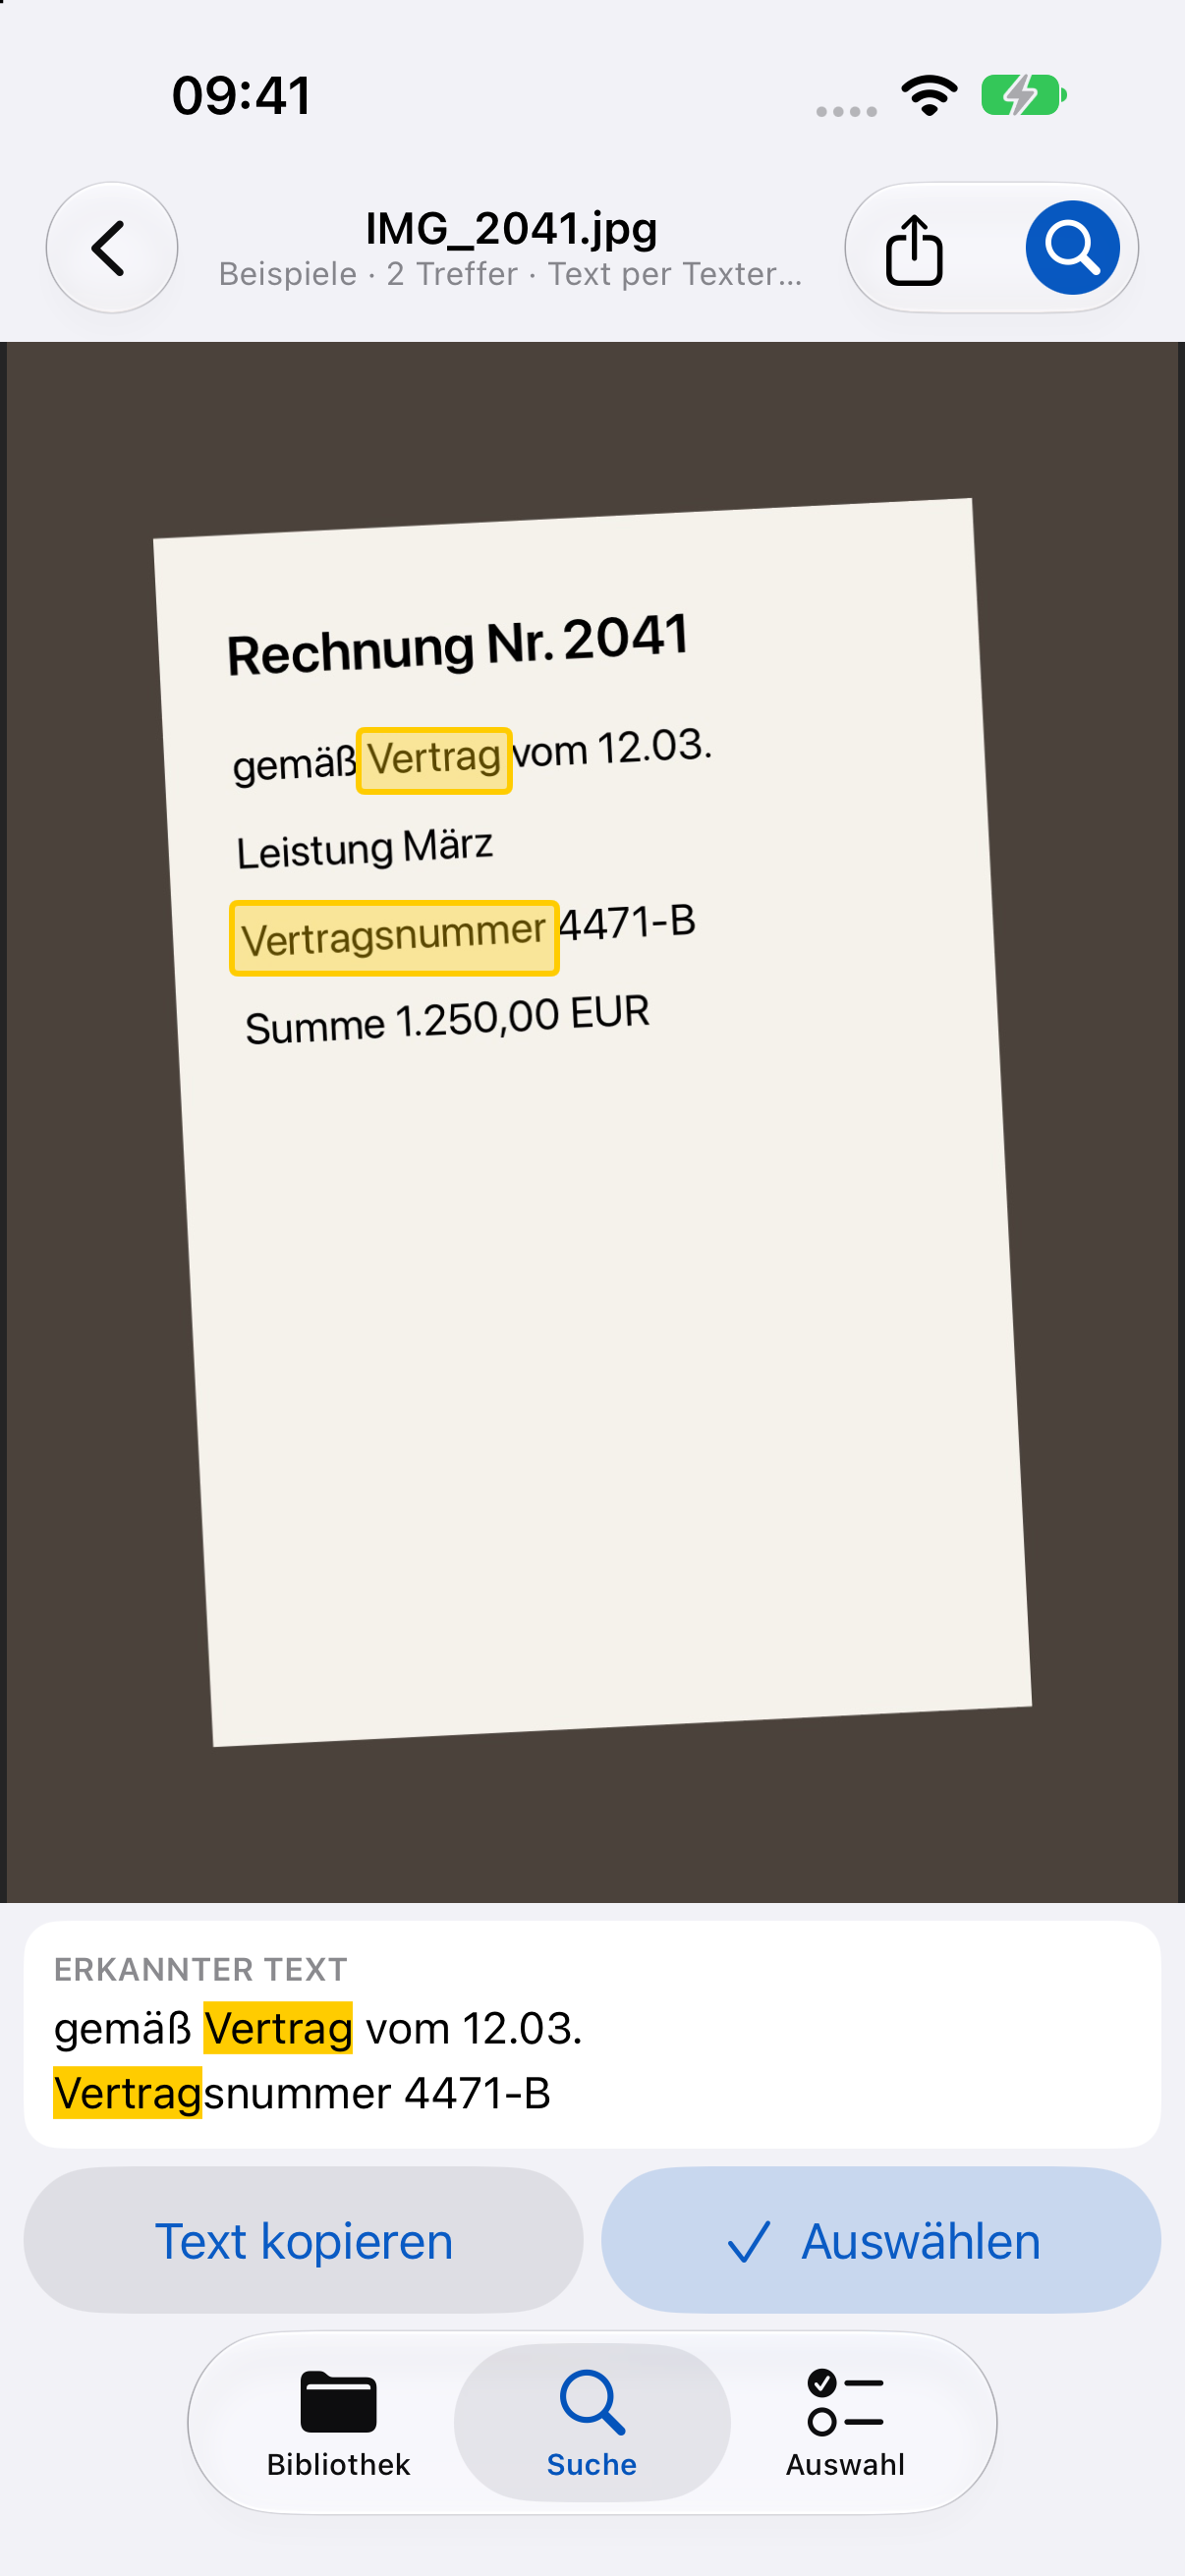 09:41
IMG_2041.jpg
Beispiele · 2 Treffer · Text per Texter...
Rechnung Nr. 2041
gemäß Vertrag vom 12.03.
Leistung März
Vertragsnummer 4471-B
Summe 1.250,00 EUR
ERKANNTER TEXT
gemäß Vertrag vom 12.03.
Vertragsnummer 4471-B
Text kopieren
Auswählen
Bibliothek
Suche
Auswahl